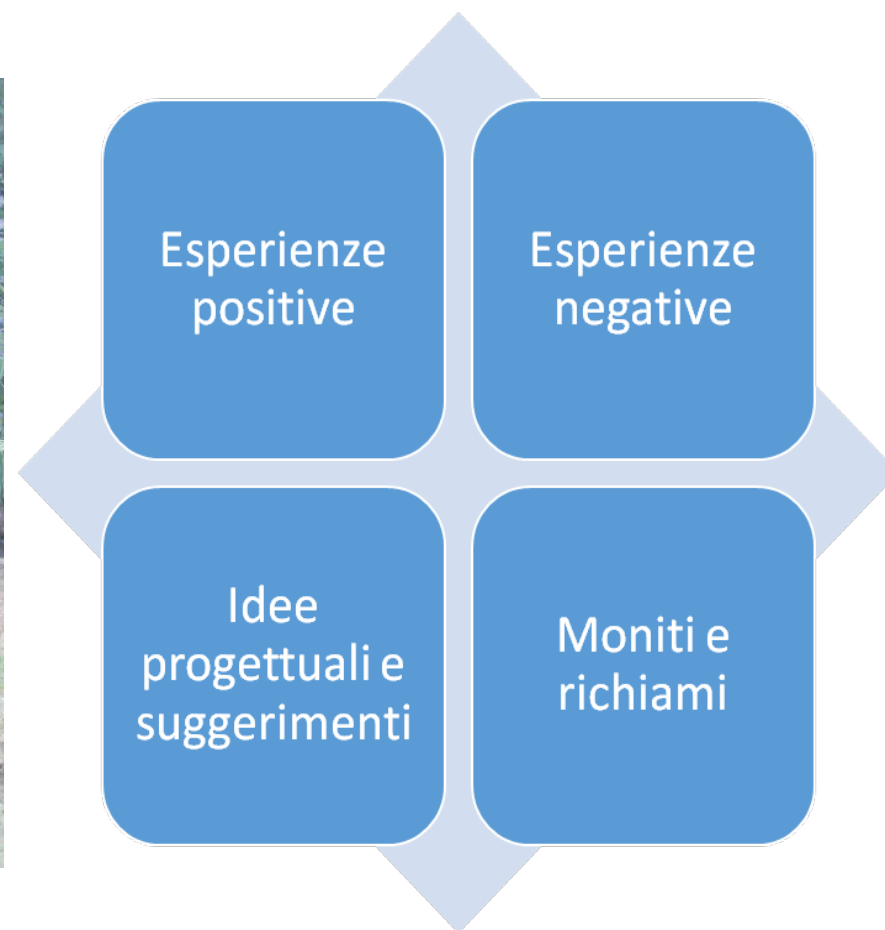 Esperienze
positive
Esperienze
negative
Idee
progettuali e
suggerimenti
Moniti e
richiami